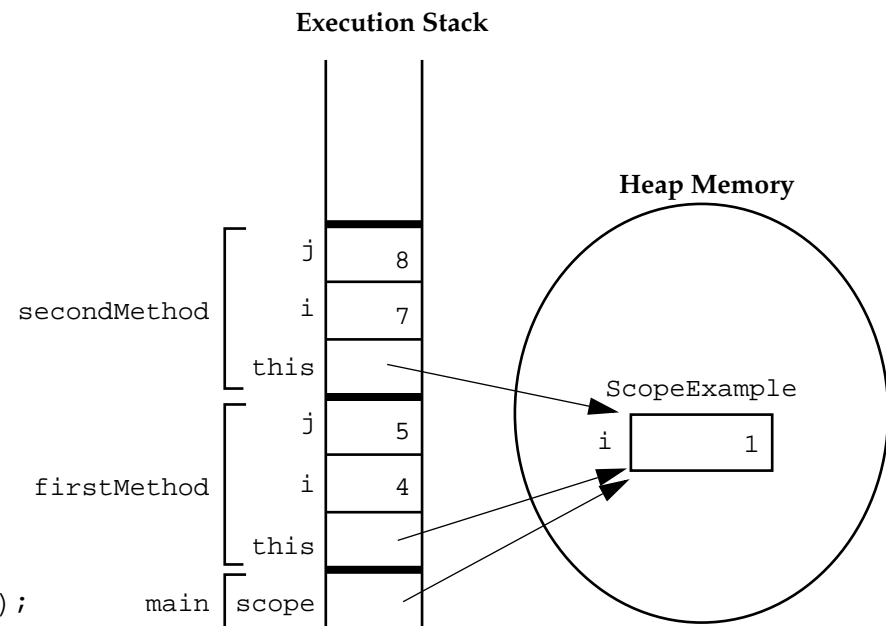 Execution Stack
Heap Memory
j 8
secondMethod i 7
this
ScopeExample
j 5
i 1
firstMethod i 4
this
); main scope